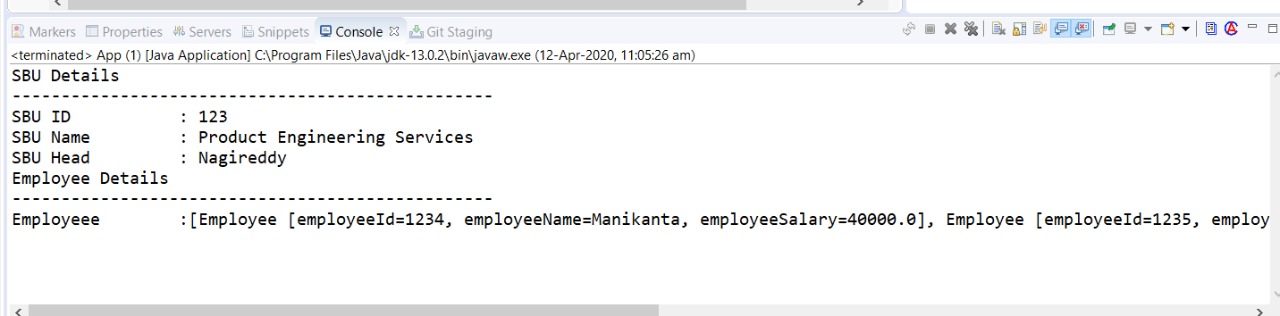 Markers Properties Servers Snippets Console Git Staging
<terminated> App (1) [Java Application] C:\Program Files\Java\jdk-13.0.2\bin\javaw.exe (12-Apr-2020, 11:05:26 am)
SBU Details
------------------------------------------------
SBU ID : 123
SBU Name : Product Engineering Services
SBU Head : Nagireddy
Employee Details
------------------------------------------------
Employeee :[Employee [employeeId=1234, employeeName=Manikanta, employeeSalary=40000.0], Employee [employeeId=1235, employ